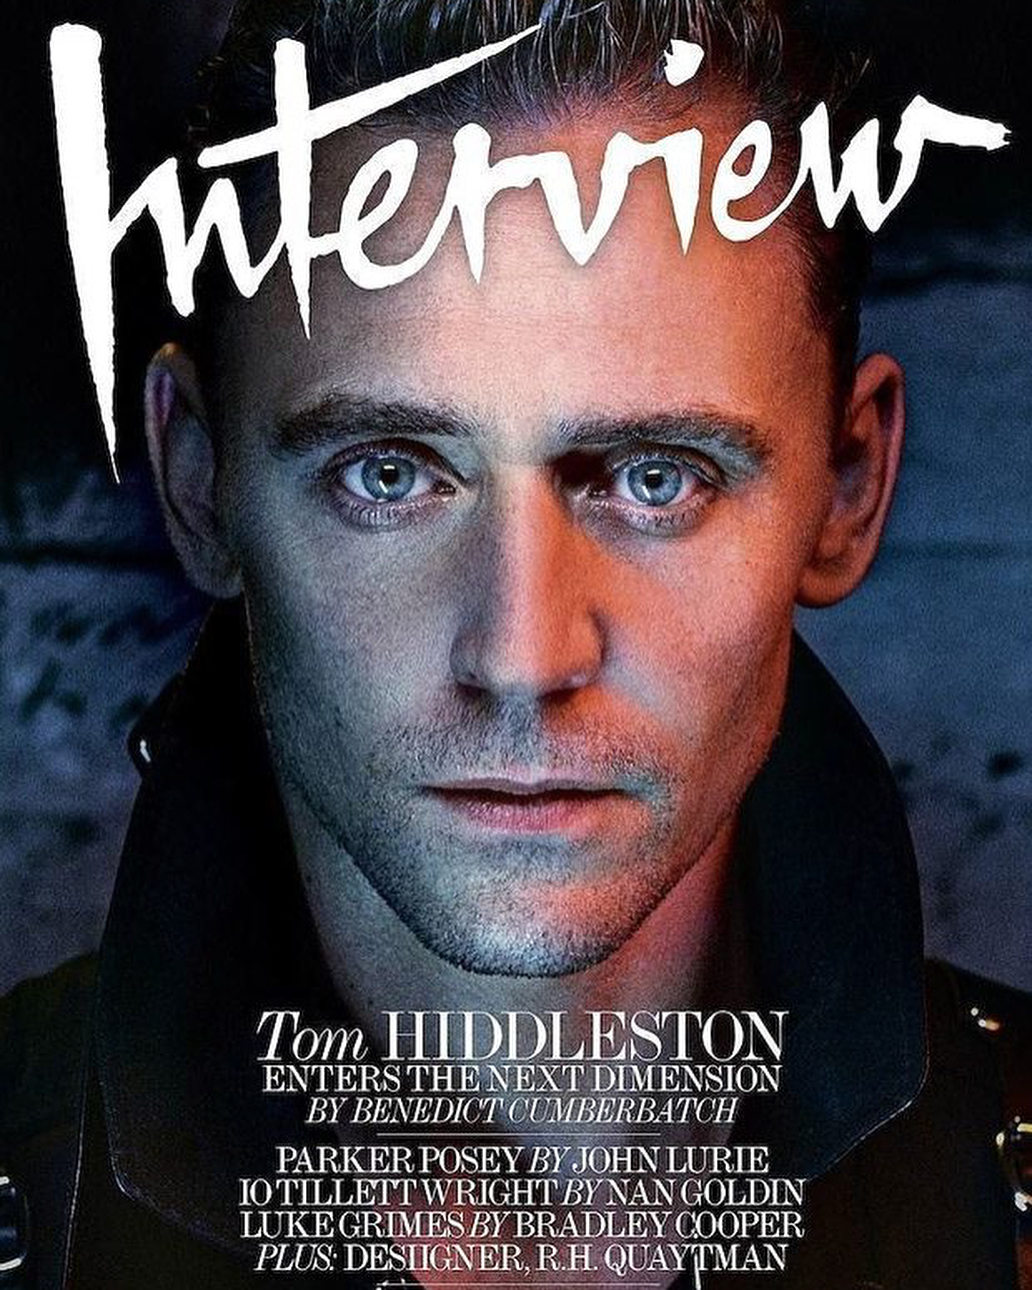 Interview
Tom HIDDLESTON
ENTERS THE NEXT DIMENSION
BY BENEDICT CUMBERBATCH
PARKER POSEY BY JOHN LURIE
IO TILLETT WRIGHT BY NAN GOLDIN
LUKE GRIMES BY BRADLEY COOPER
PLUS: DESIIGNER, R.H. QUAYTMAN